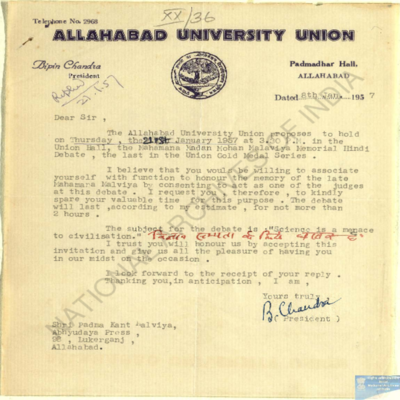 XX/36
Telephone No. 2968
ALLAHABAD UNIVERSITY UNION
Bipin Chandra
President
Padmadhar Hall.
ALLAHABAD
Dated 8th 1957
Dear Sir,
The Allahabad University Union proposes to hold
on Thursday, the January 1957 at P.M. in the
Union Hall, the Mahamana Madan Mohan Malaviya Memorial Hindi
Debate, the last in the Union Gold Medal Series.
I believe that you would be willing to associate
yourself with function to honour the memory of the late
Mahamana Malviya by consenting to act as one of the judges
at this debate. I request you, therefore, to kindly
spare your valuable time for this purpose. The debate
will last, according to my estimate, for not more than
2 hours.
The subject for the debate is "Science is a menace
to civilisation."
I trust you will honour us by accepting this
invitation and give us all the pleasure of having you
in our midst on the occasion.
I look forward to the receipt of your reply.
Thanking you, in anticipation, I am,
Yours truly,
B. Chandra
(President)
Shri Padma Kant Malviya,
Abhyudaya Press,
Lukerganj,
Allahabad.
NATIONAL ARCHIVES OF INDIA